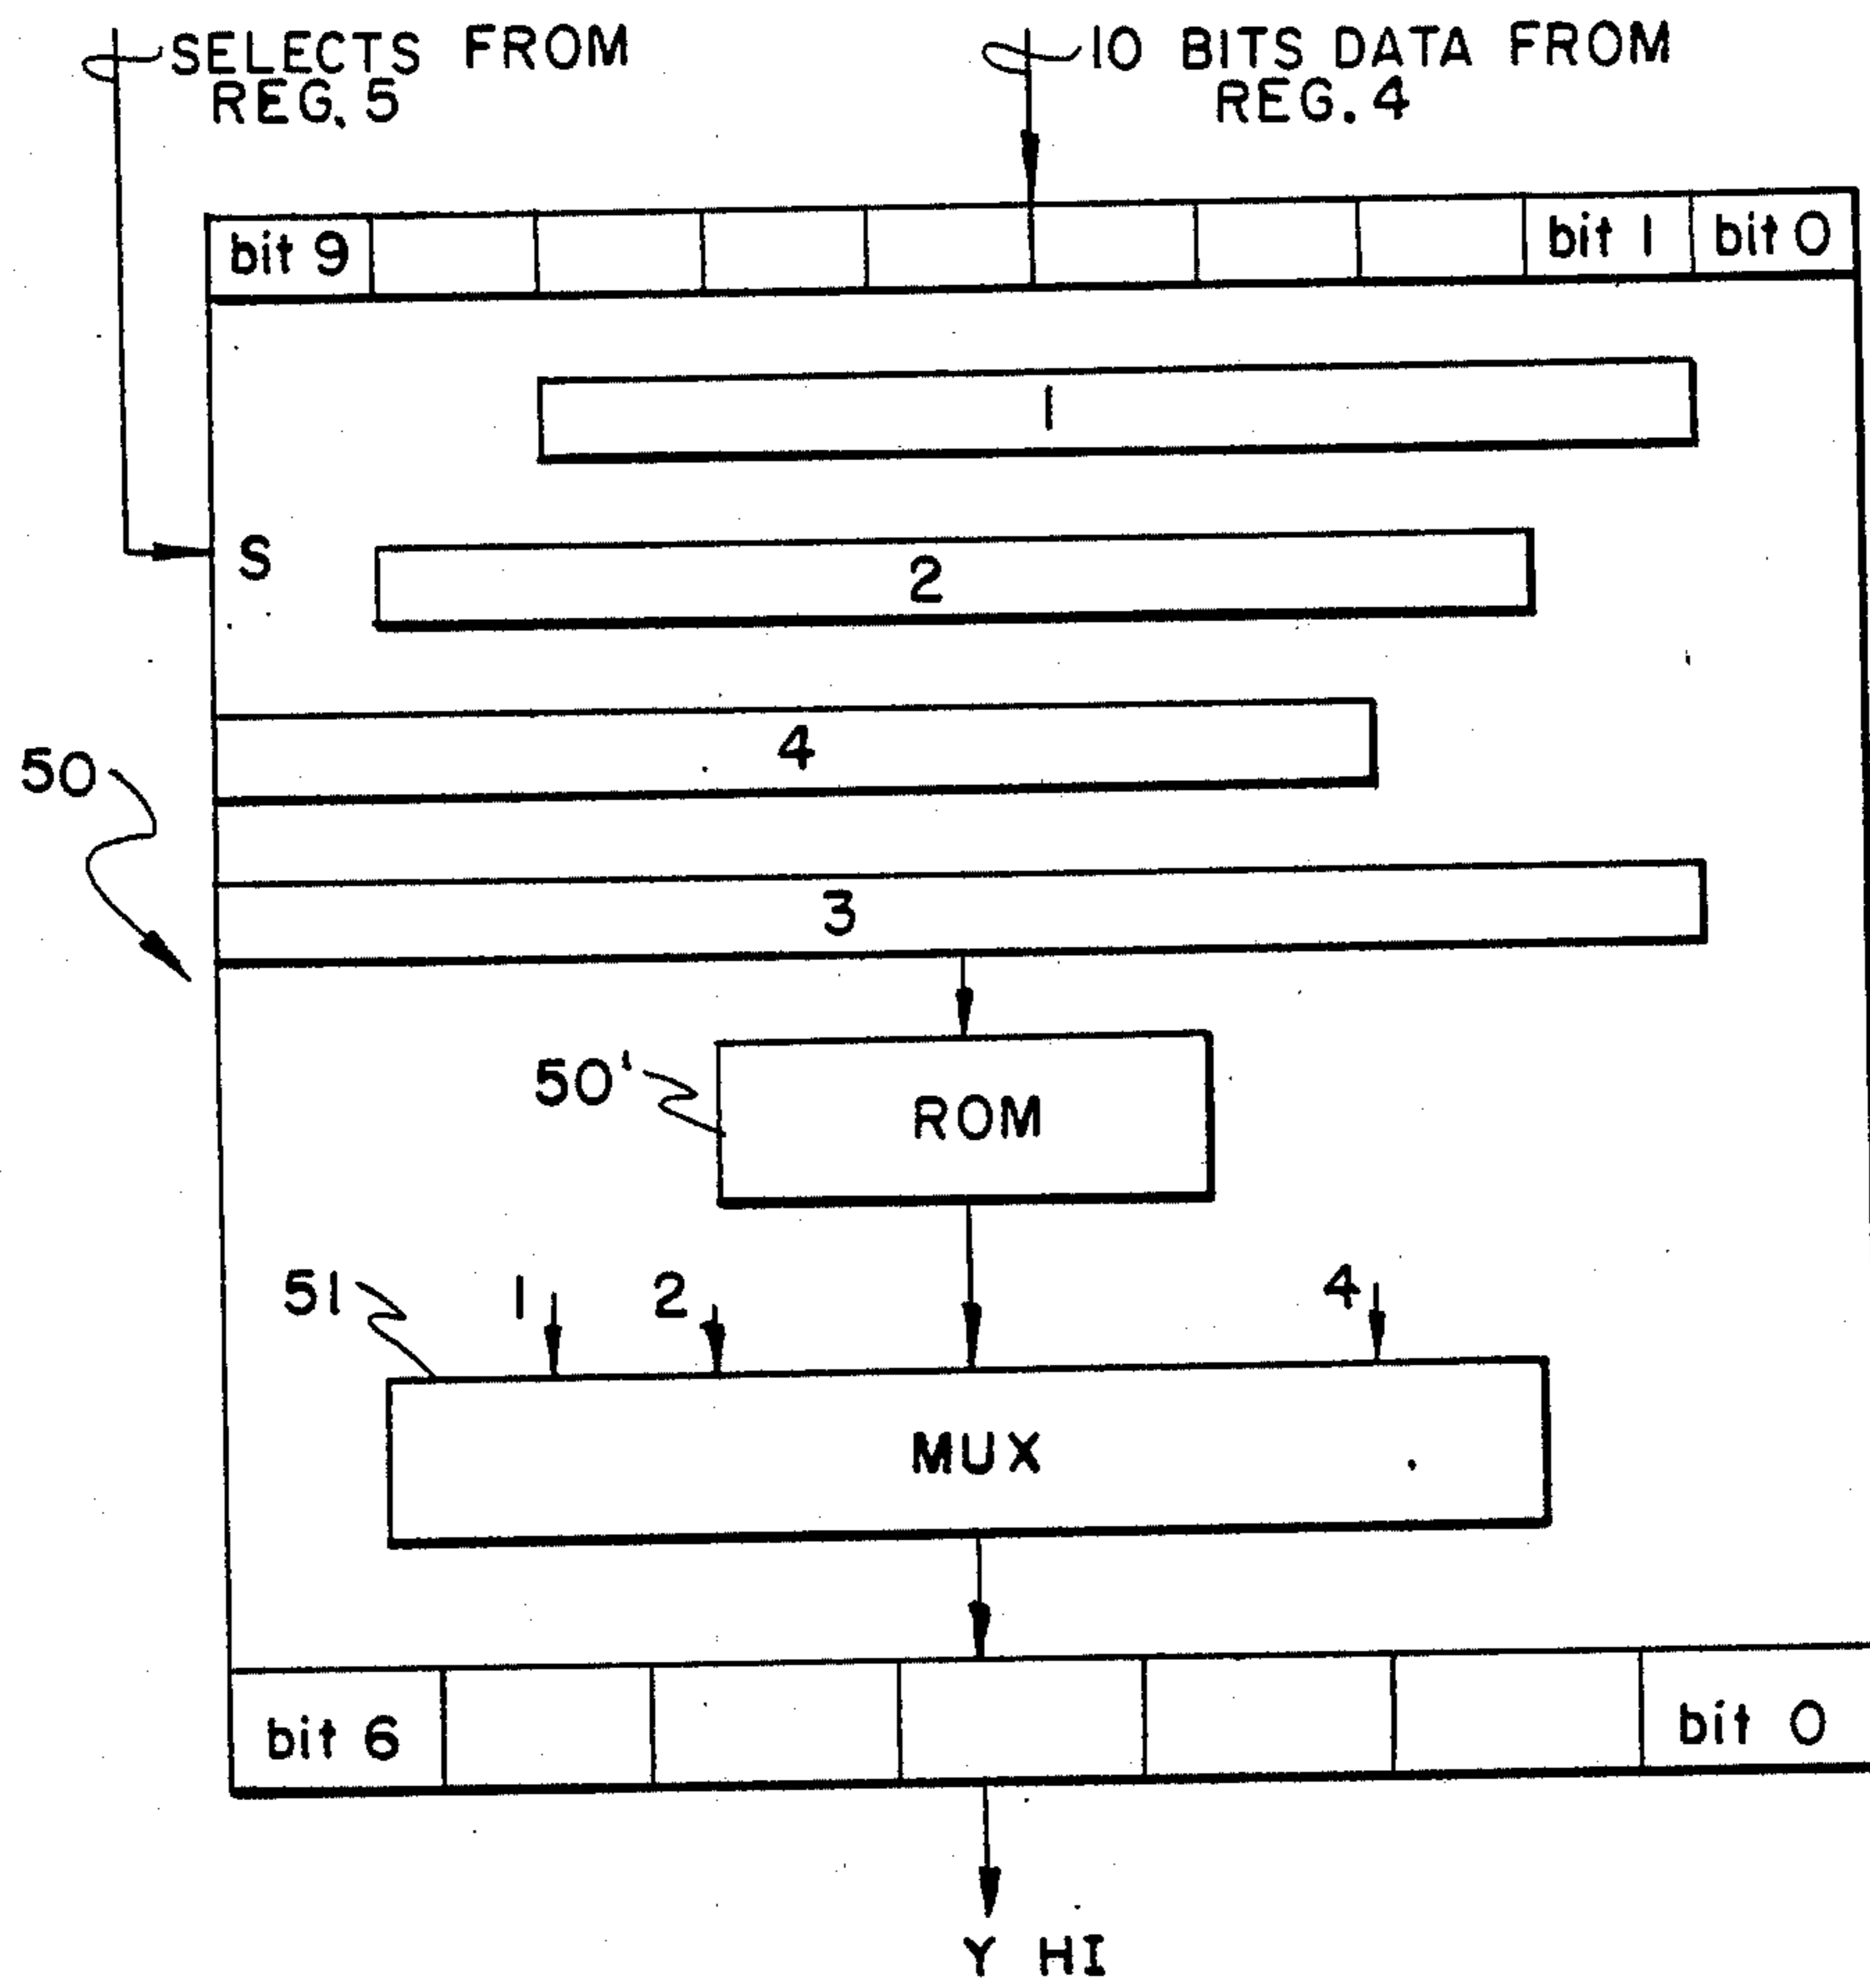 SELECTS FROM
REG. 5
10 BITS DATA FROM
REG. 4
bit 9
bit 1
bit 0
1
S
2
4
50
3
50'
ROM
51
1
2
4
MUX
bit 6
bit 0
Y HI